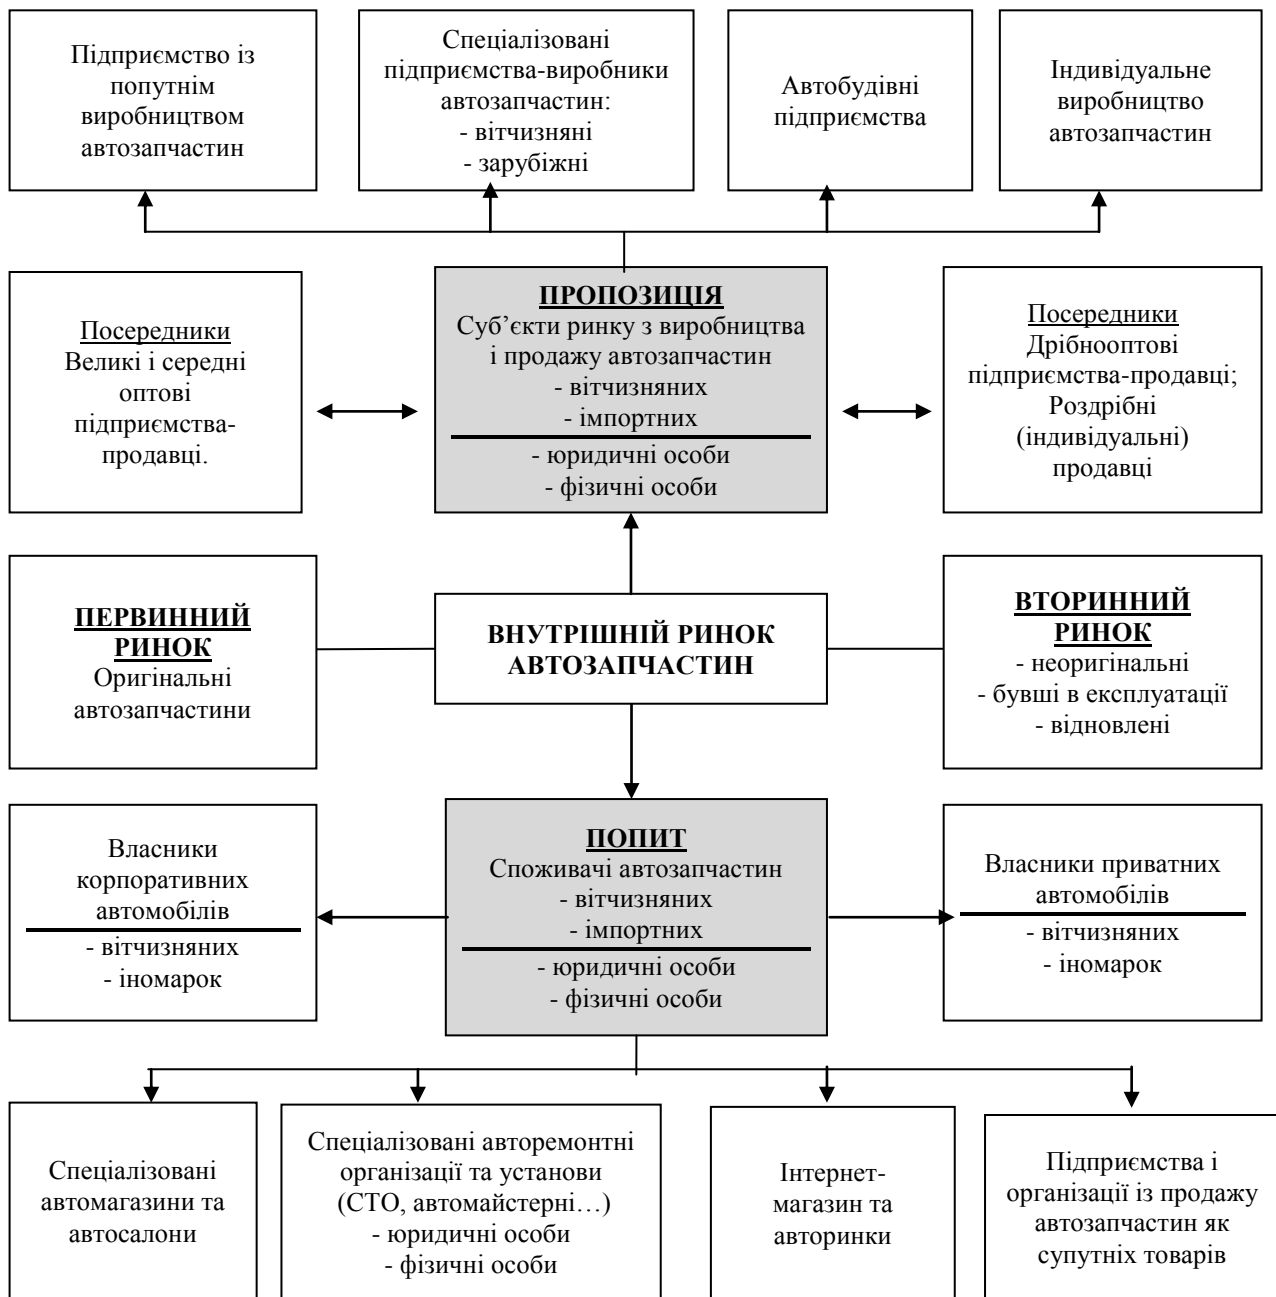 Підприємство із
попутнім
виробництвом
автозапчастин
Спеціалізовані
підприємства-виробники
автозапчастин:
- вітчизняні
- зарубіжні
Автобудівні
підприємства
Індивідуальне
виробництво
автозапчастин
Посередники
Великі і середні
оптові
підприємства-
продавці.
ПРОПОЗИЦІЯ
Суб’єкти ринку з виробництва
і продажу автозапчастин
- вітчизняних
- імпортних
- юридичні особи
- фізичні особи
Посередники
Дрібнооптові
підприємства-продавці;
Роздрібні
(індивідуальні)
продавці
ПЕРВИННИЙ
РИНОК
Оригінальні
автозапчастини
ВНУТРІШНІЙ РИНОК
АВТОЗАПЧАСТИН
ВТОРИННИЙ
РИНОК
- неоригінальні
- бувші в експлуатації
- відновлені
Власники
корпоративних
автомобілів
- вітчизняних
- іномарок
ПОПИТ
Споживачі автозапчастин
- вітчизняних
- імпортних
- юридичні особи
- фізичні особи
Власники приватних
автомобілів
- вітчизняних
- іномарок
Спеціалізовані
автомагазини та
автосалони
Спеціалізовані авторемонтні
організації та установи
(СТО, автомайстерні…)
- юридичні особи
- фізичні особи
Інтернет-
магазин та
авторинки
Підприємства і
організації із продажу
автозапчастин як
супутніх товарів